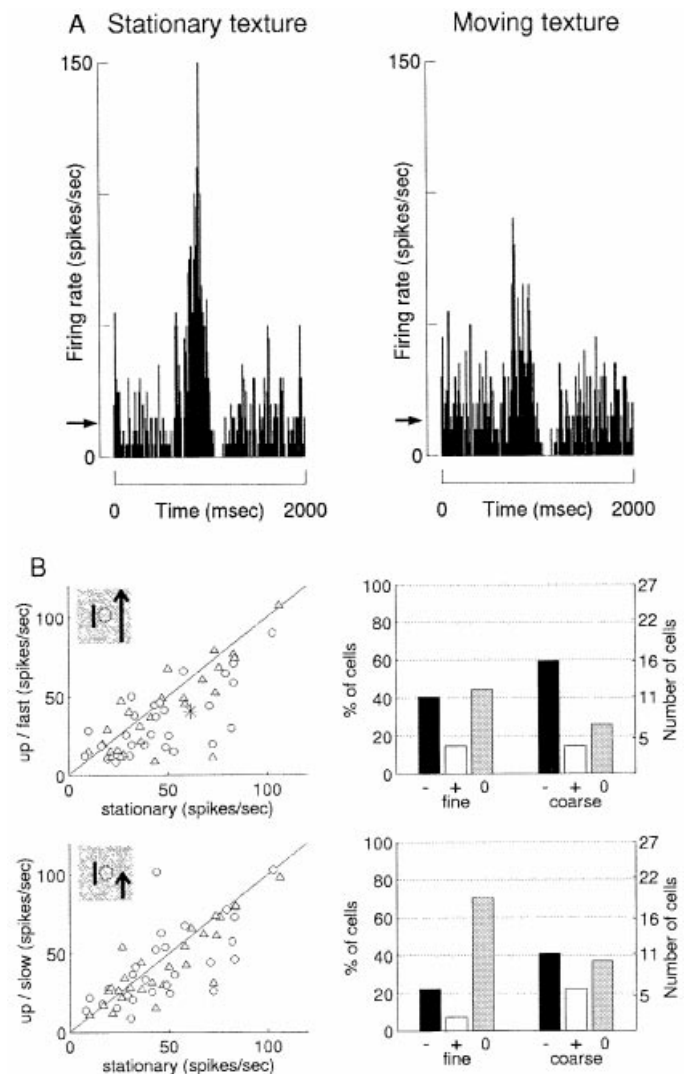 A Stationary texture Moving texture
150 150
Firing rate (spikes/sec) Firing rate (spikes/sec)
0 0
0 Time (msec) 2000 0 Time (msec) 2000
B
up / fast (spikes/sec)
100
50
0
0 50 100
stationary (spikes/sec)
% of cells
100
80
60
40
20
0
27
22
16
11
5
Number of cells
- + 0 - + 0
fine coarse
up / slow (spikes/sec)
100
50
0
0 50 100
stationary (spikes/sec)
% of cells
100
80
60
40
20
0
27
22
16
11
5
Number of cells
- + 0 - + 0
fine coarse